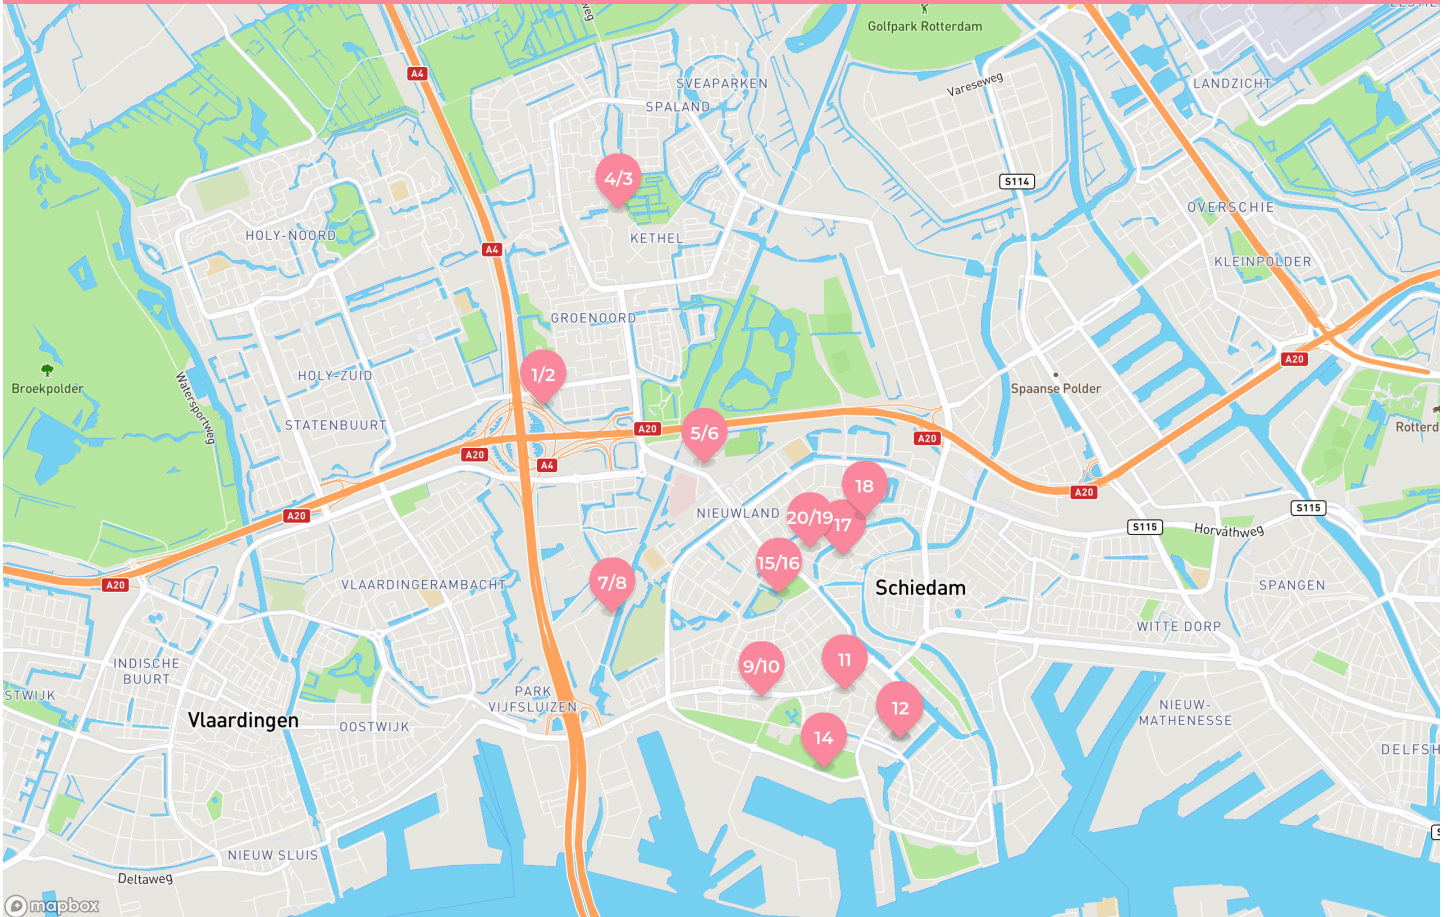 ZESTIE
weg
Golfpark Rotterdam
A4
SVEAPARKEN
Vareseweg
LANDZICHT
SPALAND
4/3
S114
OVERSCHIE
HOLY-NOORD
A4
KETHEL
KLEINPOLDER
GROENOORD
A20
Broekpolder
HOLY-ZUID
1/2
Spaanse Polder
Watersportweg
STATENBUURT
A20
5/6
A20
Rotterd
A20
A4
18
A20
A20
NIEUWLAND
20/19
17
S115
S115
Horváthweg
15/16
A20
VLAARDINGERAMBACHT
7/8
Schiedam
SPANGEN
WITTE DORP
INDISCHE
BUURT
9/10
11
STWIJK
PARK
VIJFSLUIZEN
Vlaardingen
OOSTWIJK
12
NIEUW-
MATHENESSE
14
DELFSH
S
NIEUW SLUIS
Deltaweg
mapbox